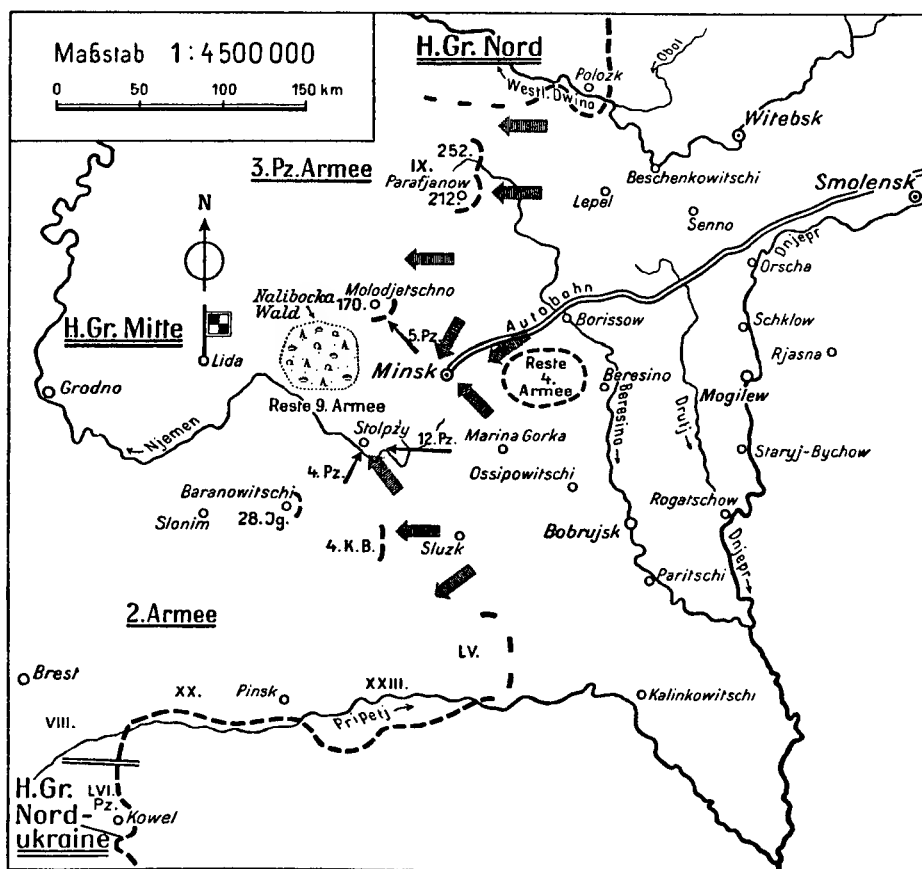 Maßstab 1:4500000
0 50 100 150 km
H.Gr. Nord
Polozk
Obol
Westl. Dwina
Witebsk
Beschenkowitschi
252.
IX.
Parafjanow
212.
3.Pz.Armee
Lepel
Senno
Smolensk
Dnjepr
Orscha
N
Molodjetschno
170.
Nalibocka
Wald
5.Pz.
Autobahn
Borissow
Schklow
Rjasna
H.Gr. Mitte
Lida
Minsk
Reste
4.
Armee
Beresino
Beresina
Drutj
Mogilew
Grodno
Reste 9. Armee
Njemen
Stolpzy
12.Pz.
Marina Gorka
Staryj-Bychow
4.Pz.
Ossipowitschi
Baranowitschi
Slonim
28.Jg.
Rogatschow
Bobrujsk
4.K.B.
Sluzk
Dnjepr
Paritschi
2.Armee
LV.
Brest
XX.
Pinsk
XXIII.
Kalinkowitschi
VIII.
Pripetj
H.Gr.
Nord-
ukraine
LVI.
Pz.
Kowel